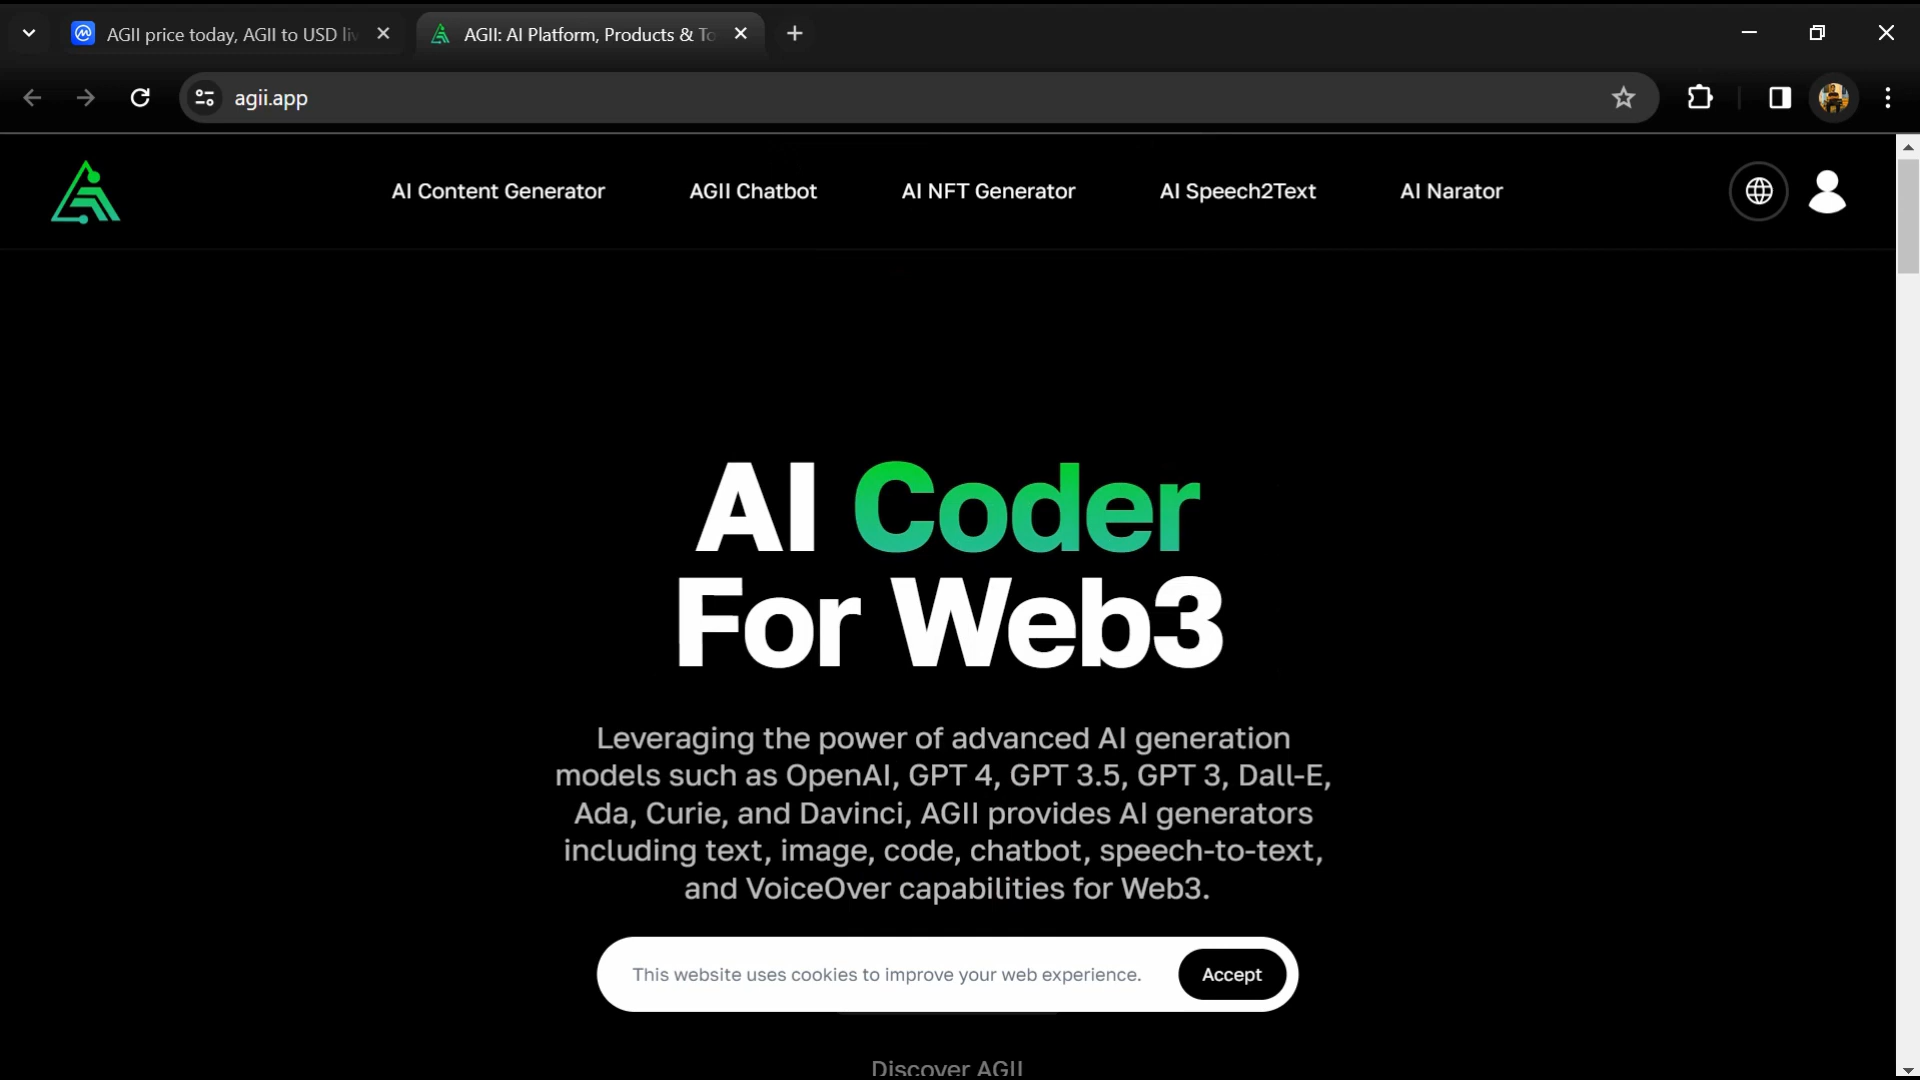 AGII price today, AGII to USD liv
AGII: AI Platform, Products & To
agii.app
AI Content Generator
AGII Chatbot
AI NFT Generator
AI Speech2Text
AI Narator
AI Coder
For Web3
Leveraging the power of advanced AI generation
models such as OpenAI, GPT 4, GPT 3.5, GPT 3, Dall-E,
Ada, Curie, and Davinci, AGII provides AI generators
including text, image, code, chatbot, speech-to-text,
and VoiceOver capabilities for Web3.
This website uses cookies to improve your web experience.
Accept
Discover AGII